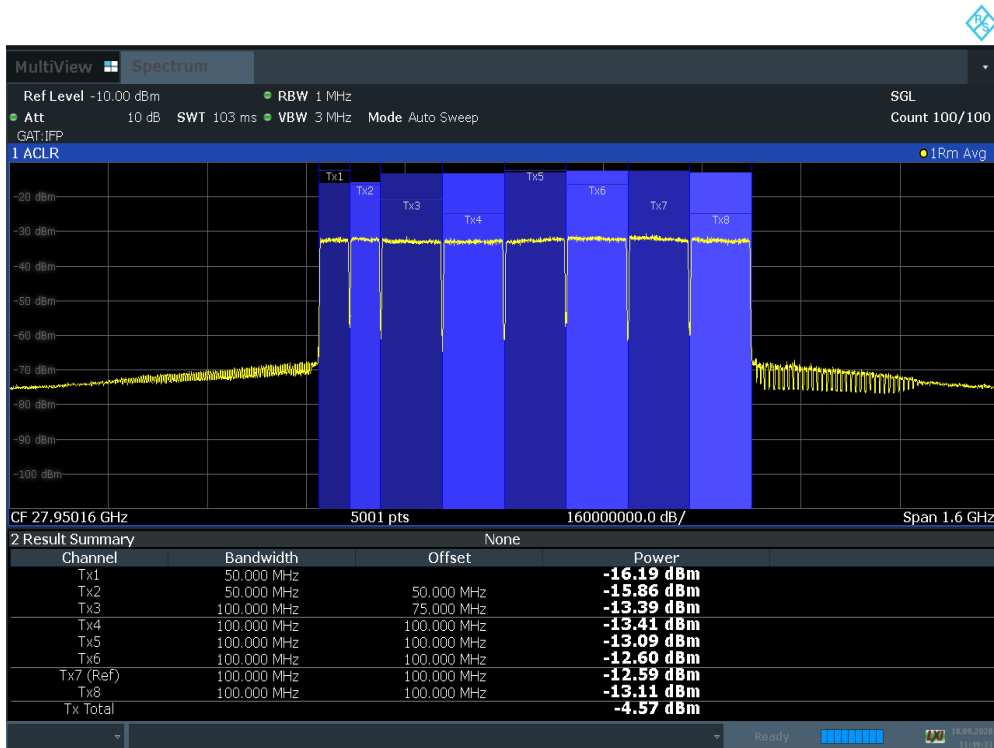 R&S
MultiView Spectrum
Ref Level -10.00 dBm RBW 1 MHz SGL
Att 10 dB SWT 103 ms VBW 3 MHz Mode Auto Sweep Count 100/100
GAT:IFP
1 ACLR 1Rm Avg
Tx1 Tx2 Tx3 Tx4 Tx5 Tx6 Tx7 Tx8
-20 dBm
-30 dBm
-40 dBm
-50 dBm
-60 dBm
-70 dBm
-80 dBm
-90 dBm
-100 dBm
CF 27.95016 GHz 5001 pts 160000000.0 dB/ Span 1.6 GHz
2 Result Summary None
Channel Bandwidth Offset Power
Tx1 50.000 MHz -16.19 dBm
Tx2 50.000 MHz 50.000 MHz -15.86 dBm
Tx3 100.000 MHz 75.000 MHz -13.39 dBm
Tx4 100.000 MHz 100.000 MHz -13.41 dBm
Tx5 100.000 MHz 100.000 MHz -13.09 dBm
Tx6 100.000 MHz 100.000 MHz -12.60 dBm
Tx7 (Ref) 100.000 MHz 100.000 MHz -12.59 dBm
Tx8 100.000 MHz 100.000 MHz -13.11 dBm
Tx Total -4.57 dBm
Ready LXI 18.09.2020
11:49:33